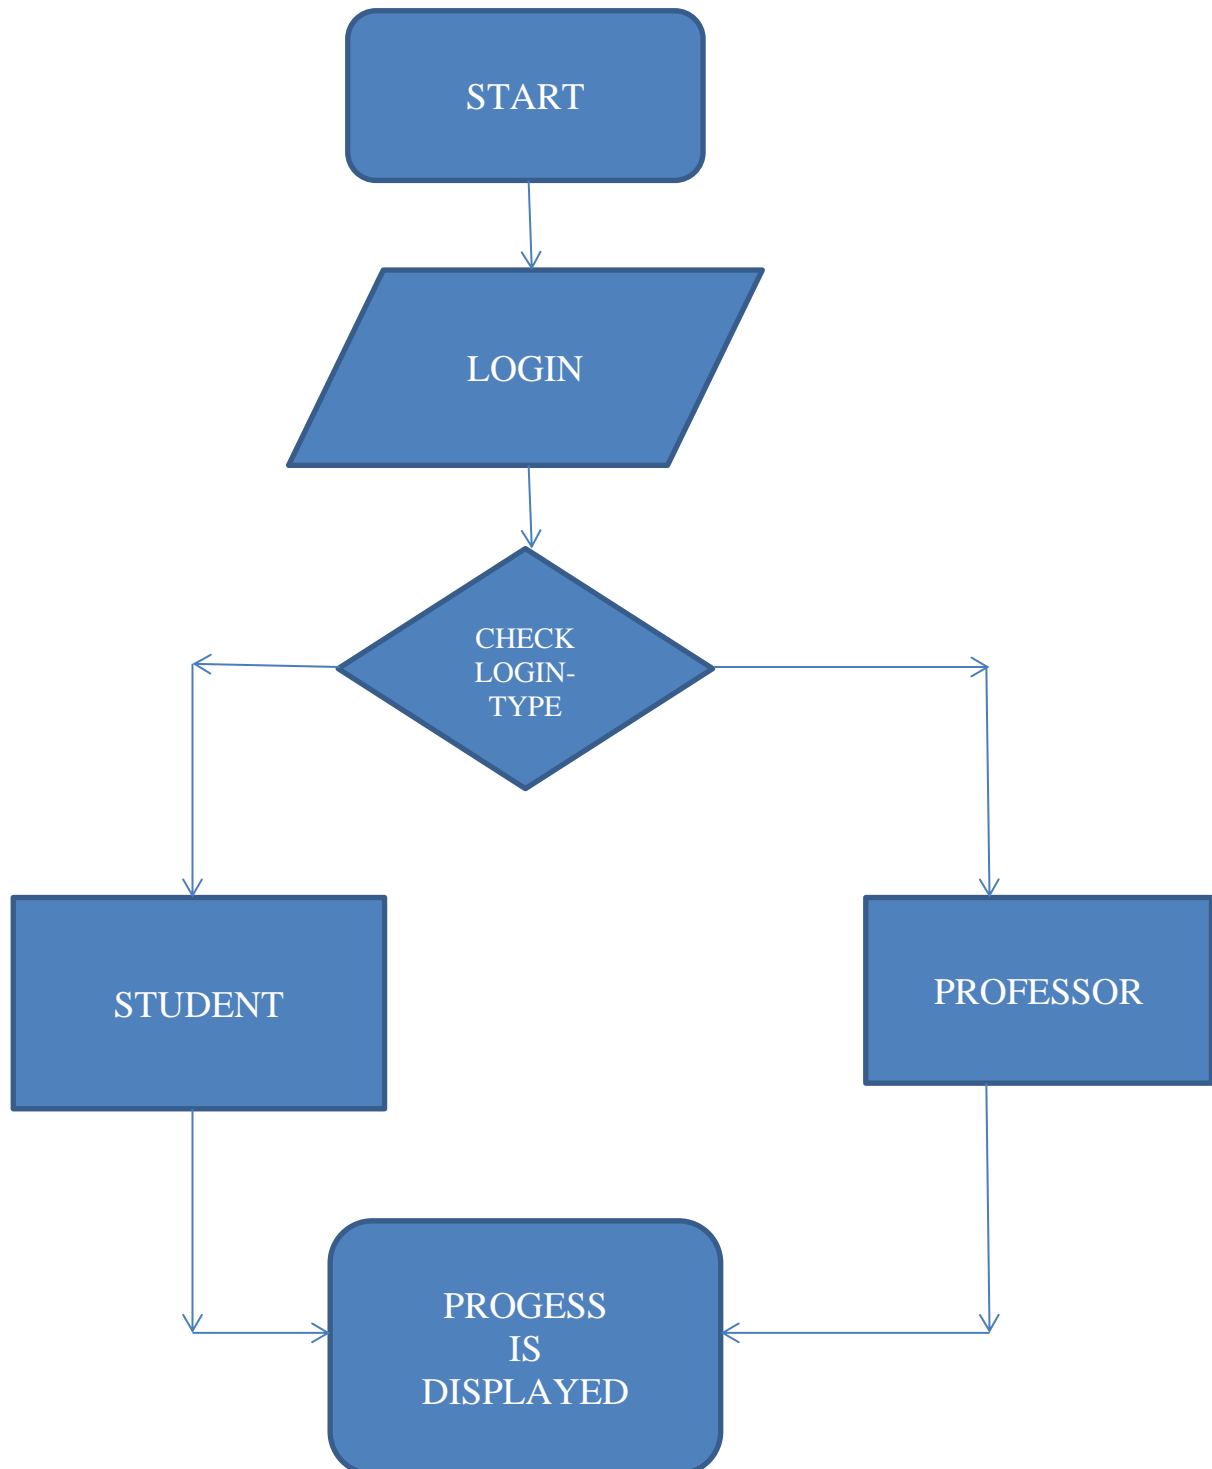 START
LOGIN
CHECK
LOGIN-
TYPE
STUDENT
PROFESSOR
PROGESS
IS
DISPLAYED